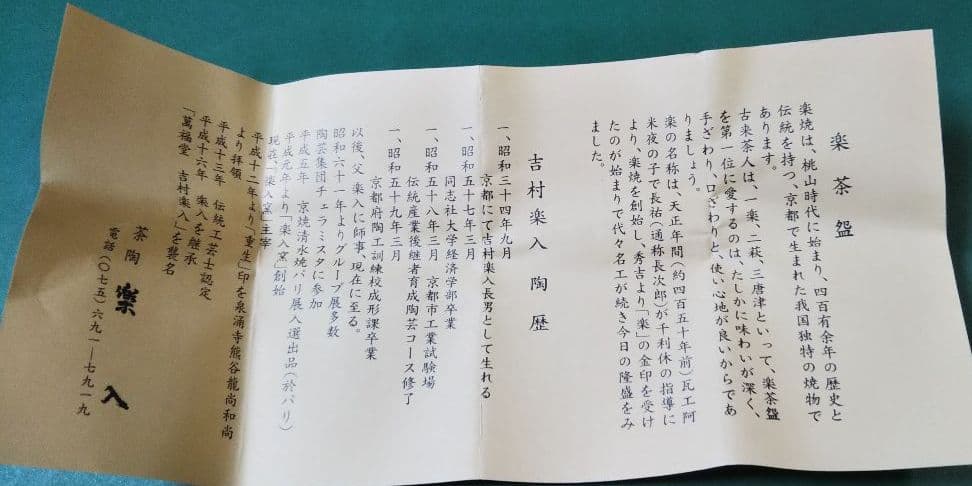 楽茶盌
楽焼は、桃山時代に始まり、四百有余年の歴史と
伝統を持つ、京都で生まれた我国独特の焼物で
あります。
古来茶人は、一楽、二萩、三唐津といって、楽茶盌
を第一位に愛するのは、たしかに味わいが深く、
手ざわり、口ざわりと、使い心地が良いからであ
りましょう。
楽の名称は、天正年間(約四百五十年前)瓦工阿
米夜の子で長祐(通称長次郎)が千利休の指導に
より、楽焼を創始し、秀吉より「楽」の金印を受け
たのが始まりで代々名工が続き今日の隆盛をみ
ました。
吉村楽入陶歴
一、昭和三十四年九月
京都にて吉村楽入長男として生れる
一、昭和五十七年三月
同志社大学経済学部卒業
一、昭和五十八年三月 京都市工業試験場
伝統産業後継者育成陶芸コース修了
一、昭和五十九年三月
京都府陶工訓練校成形課卒業
以後、父 楽入に師事、現在に至る。
昭和六十一年よりグループ展多数
陶芸集団チェラミスタに参加
平成五年 京焼清水焼パリ展入選出品(於パリ)
平成元年より「楽入窯」創始
現在、「楽入窯」主宰
平成十二年より「重生」印を泉涌寺熊谷龍尚和尚
より拝領
平成十三年 伝統工芸士認定
平成十六年 楽入を継承
「萬福堂 吉村楽入」を襲名
茶陶 楽入
電話(〇七五)六九一―七九一九